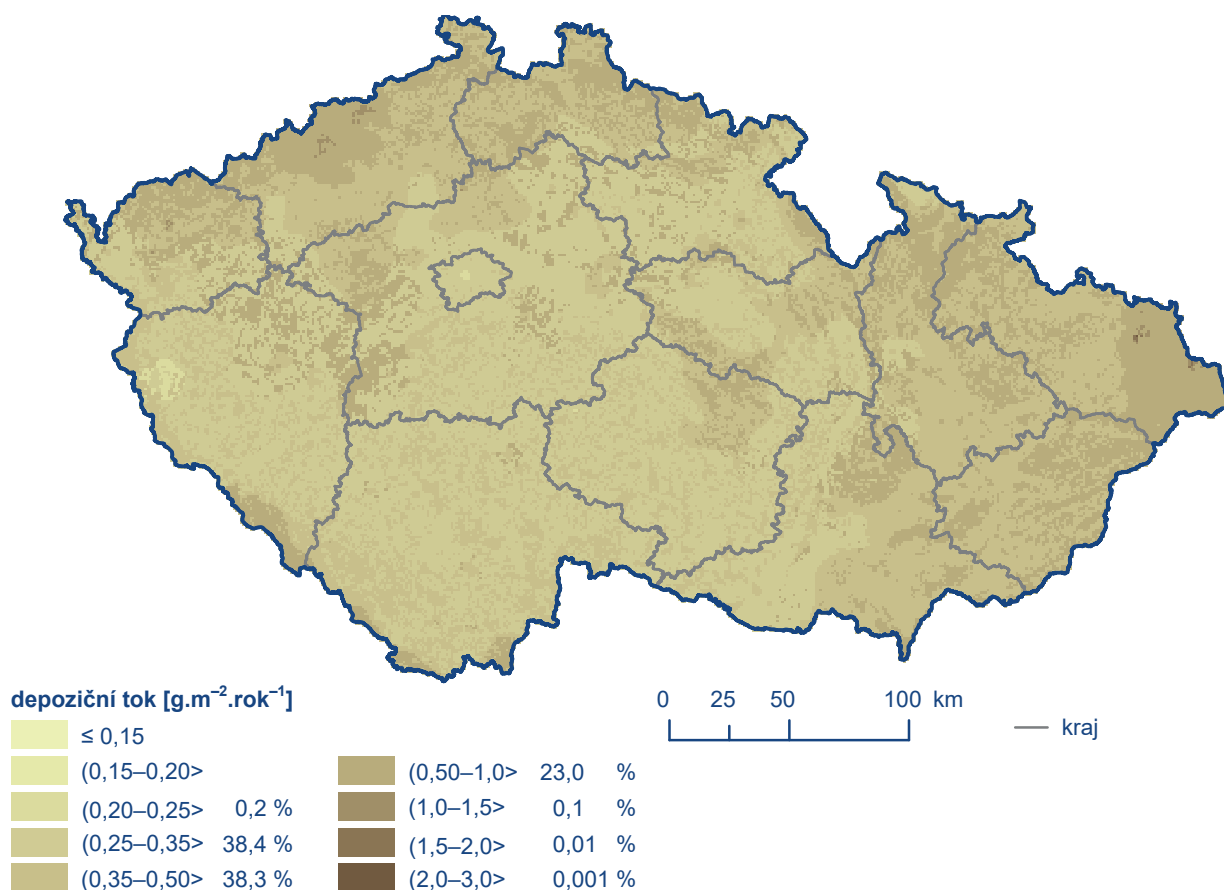 depoziční tok [g.m⁻².rok⁻¹]
≤ 0,15
(0,15–0,20>
(0,20–0,25> 0,2 %
(0,25–0,35> 38,4 %
(0,35–0,50> 38,3 %
(0,50–1,0> 23,0 %
(1,0–1,5> 0,1 %
(1,5–2,0> 0,01 %
(2,0–3,0> 0,001 %
0 25 50 100 km
kraj